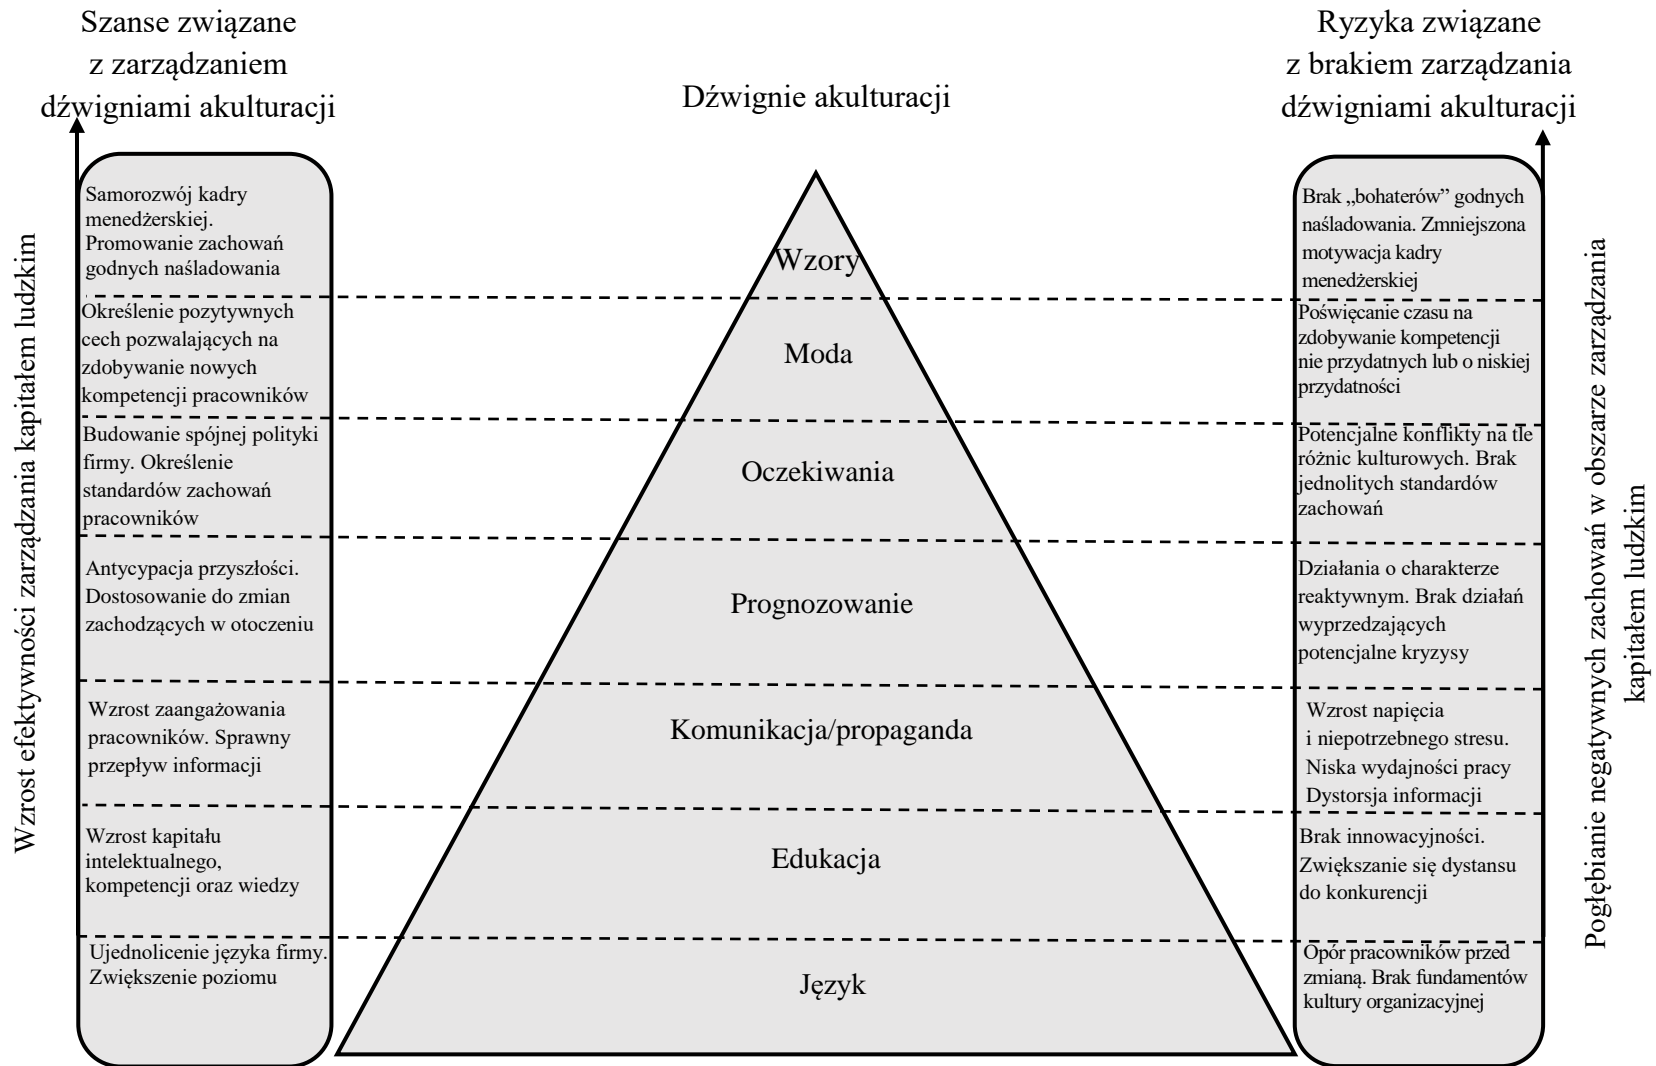 Szanse związane
z zarządzaniem
dźwigniami akulturacji
Dźwignie akulturacji
Ryzyka związane
z brakiem zarządzania
dźwigniami akulturacji
Wzrost efektywności zarządzania kapitałem ludzkim
Samorozwój kadry
menedżerskiej.
Promowanie zachowań
godnych naśladowania
Wzory
Brak „bohaterów” godnych
naśladowania. Zmniejszona
motywacja kadry
menedżerskiej
Określenie pozytywnych
cech pozwalających na
zdobywanie nowych
kompetencji pracowników
Moda
Poświęcanie czasu na
zdobywanie kompetencji
nie przydatnych lub o niskiej
przydatności
Budowanie spójnej polityki
firmy. Określenie
standardów zachowań
pracowników
Oczekiwania
Potencjalne konflikty na tle
różnic kulturowych. Brak
jednolitych standardów
zachowań
Antycypacja przyszłości.
Dostosowanie do zmian
zachodzących w otoczeniu
Prognozowanie
Działania o charakterze
reaktywnym. Brak działań
wyprzedzających
potencjalne kryzysy
Wzrost zaangażowania
pracowników. Sprawny
przepływ informacji
Komunikacja/propaganda
Wzrost napięcia
i niepotrzebnego stresu.
Niska wydajności pracy
Dystorsja informacji
Wzrost kapitału
intelektualnego,
kompetencji oraz wiedzy
Edukacja
Brak innowacyjności.
Zwiększanie się dystansu
do konkurencji
Ujednolicenie języka firmy.
Zwiększenie poziomu
Język
Opór pracowników przed
zmianą. Brak fundamentów
kultury organizacyjnej
Pogłębianie negatywnych zachowań w obszarze zarządzania
kapitałem ludzkim